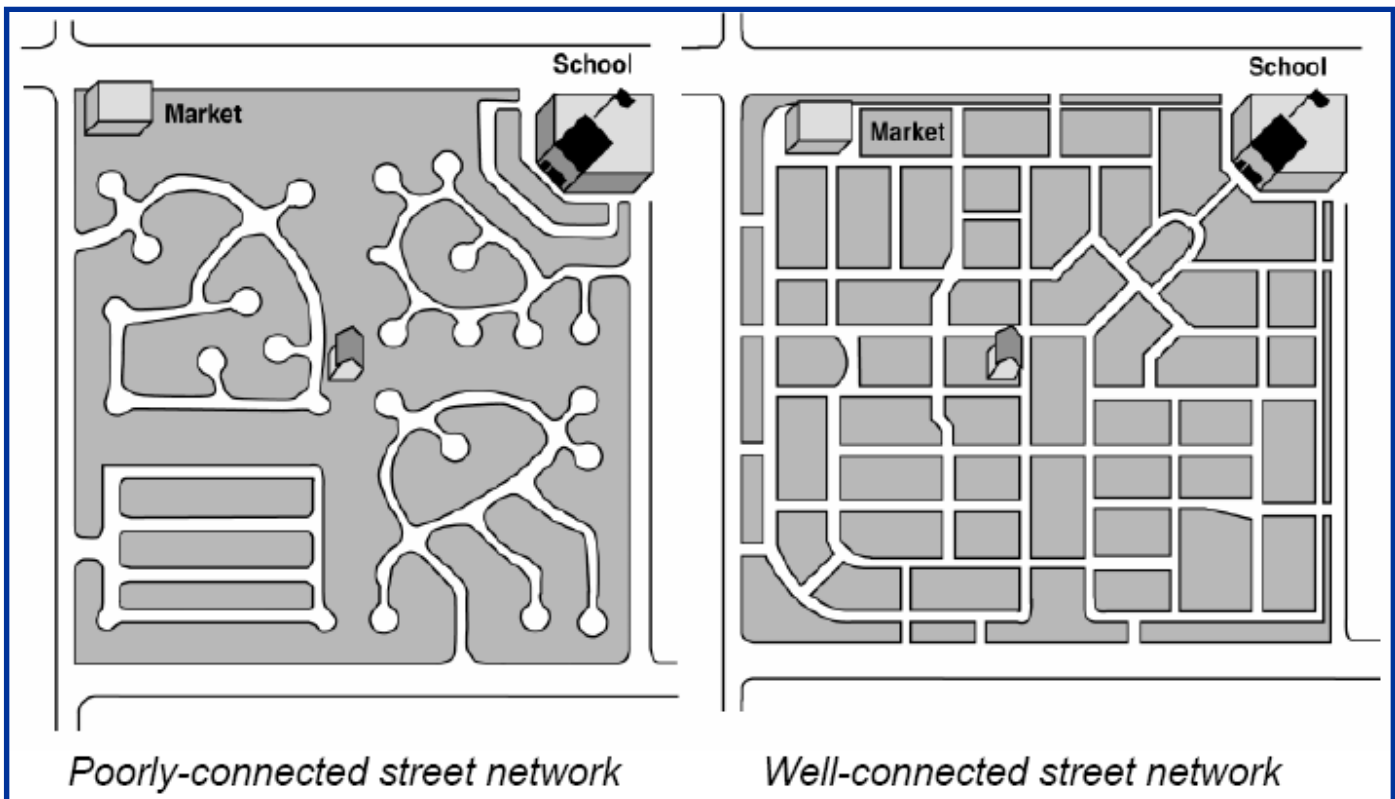 School
Market
School
Market
Poorly-connected street network
Well-connected street network